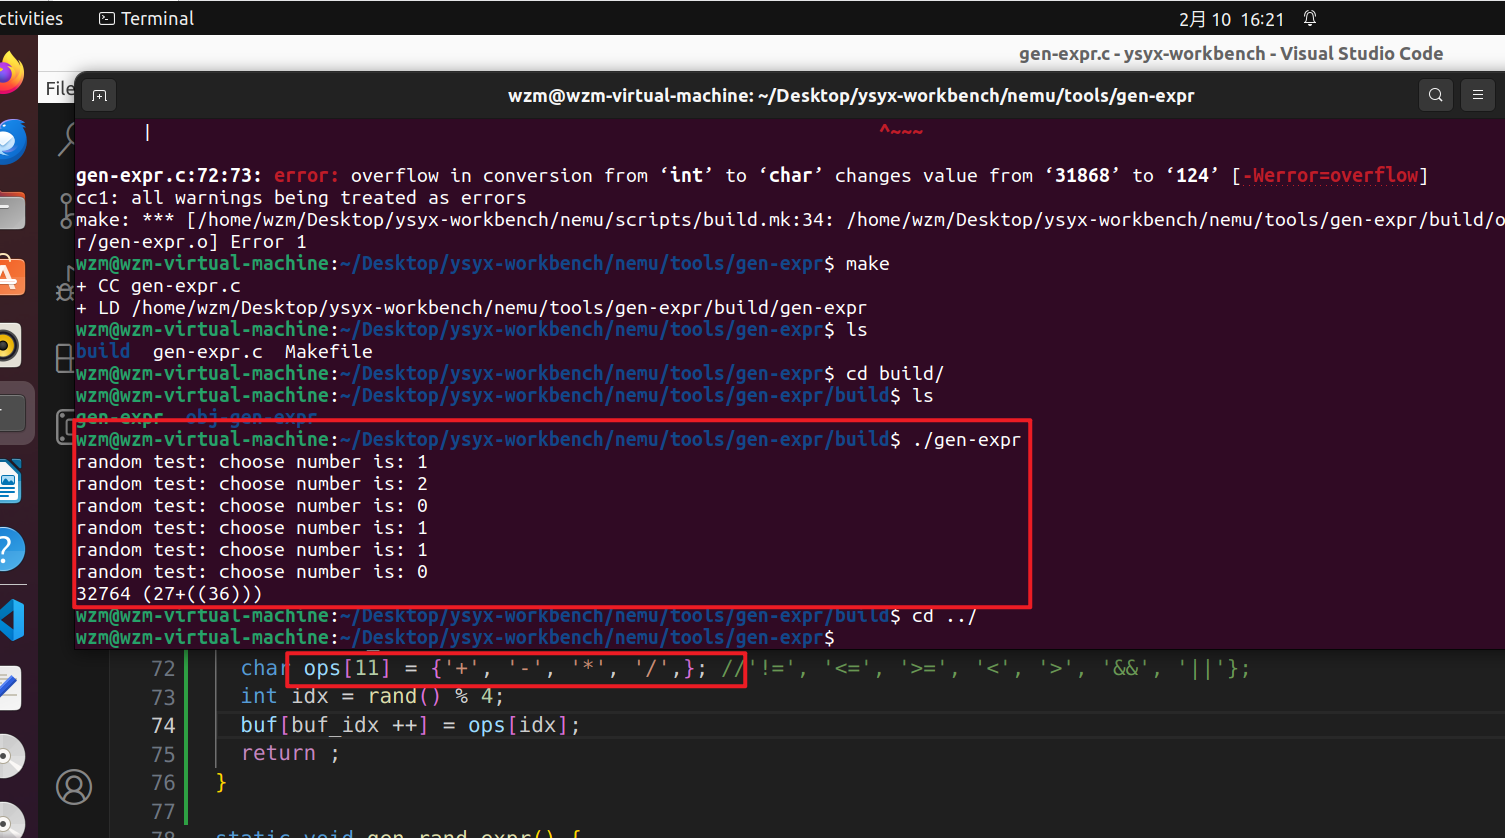 ctivities Terminal 2月 10 16:21
gen-expr.c - ysyx-workbench - Visual Studio Code
File
wzm@wzm-virtual-machine: ~/Desktop/ysyx-workbench/nemu/tools/gen-expr
| ^~~~
gen-expr.c:72:73: error: overflow in conversion from ‘int’ to ‘char’ changes value from ‘31868’ to ‘124’ [-Werror=overflow]
cc1: all warnings being treated as errors
make: *** [/home/wzm/Desktop/ysyx-workbench/nemu/scripts/build.mk:34: /home/wzm/Desktop/ysyx-workbench/nemu/tools/gen-expr/build/o
r/gen-expr.o] Error 1
wzm@wzm-virtual-machine:~/Desktop/ysyx-workbench/nemu/tools/gen-expr$ make
+ CC gen-expr.c
+ LD /home/wzm/Desktop/ysyx-workbench/nemu/tools/gen-expr/build/gen-expr
wzm@wzm-virtual-machine:~/Desktop/ysyx-workbench/nemu/tools/gen-expr$ ls
build gen-expr.c Makefile
wzm@wzm-virtual-machine:~/Desktop/ysyx-workbench/nemu/tools/gen-expr$ cd build/
wzm@wzm-virtual-machine:~/Desktop/ysyx-workbench/nemu/tools/gen-expr/build$ ls
gen-expr obj-gen-expr
wzm@wzm-virtual-machine:~/Desktop/ysyx-workbench/nemu/tools/gen-expr/build$ ./gen-expr
random test: choose number is: 1
random test: choose number is: 2
random test: choose number is: 0
random test: choose number is: 1
random test: choose number is: 1
random test: choose number is: 0
32764 (27+((36)))
wzm@wzm-virtual-machine:~/Desktop/ysyx-workbench/nemu/tools/gen-expr/build$ cd ../
wzm@wzm-virtual-machine:~/Desktop/ysyx-workbench/nemu/tools/gen-expr$
72 char ops[11] = {'+', '-', '*', '/',}; //'!=', '<=', '>=', '<', '>', '&&', '||'};
73 int idx = rand() % 4;
74 buf[buf_idx ++] = ops[idx];
75 return ;
76 }
77
78 static void gen_rand_expr() {